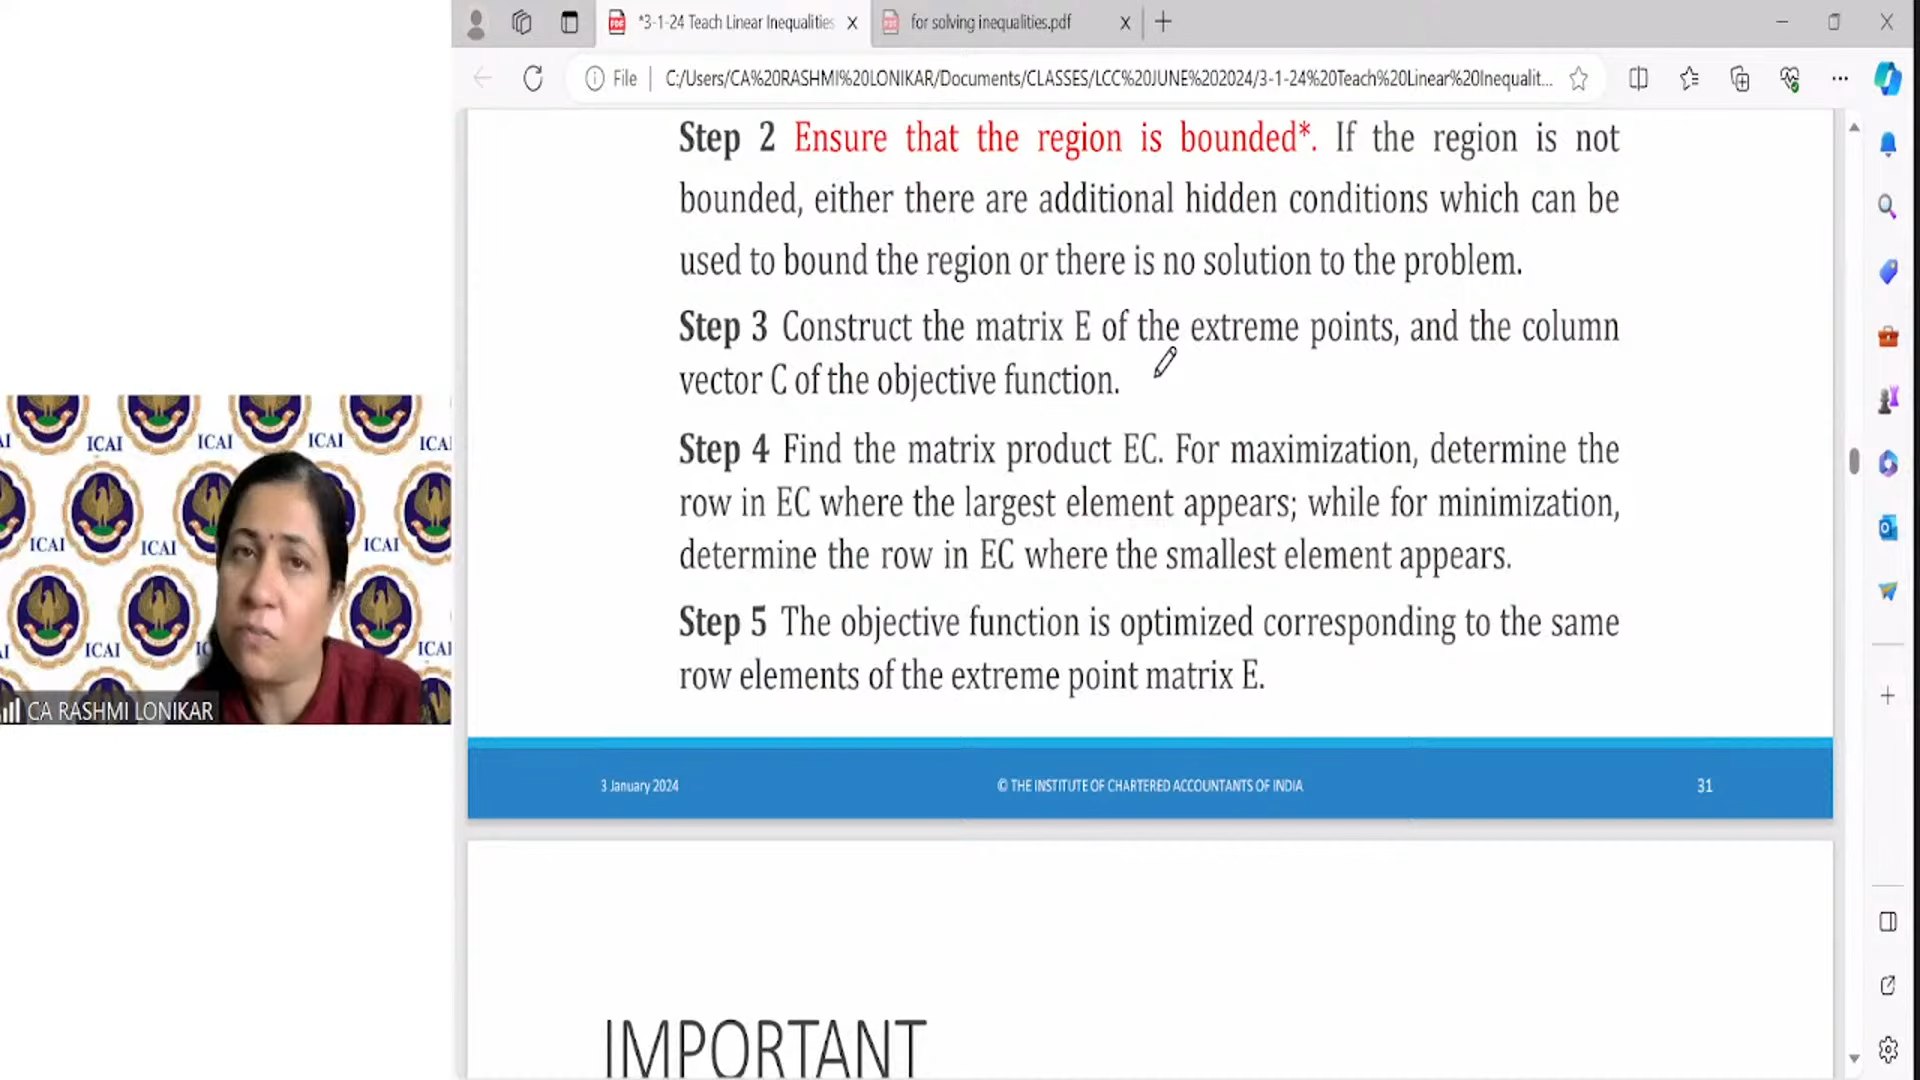 *3-1-24 Teach Linear Inequalities
for solving inequalities.pdf
File
C:/Users/CA%20RASHMI%20LONIKAR/Documents/CLASSES/LCC%20JUNE%202024/3-1-24%20Teach%20Linear%20Inequalit...
Step 2 Ensure that the region is bounded*. If the region is not
bounded, either there are additional hidden conditions which can be
used to bound the region or there is no solution to the problem.
Step 3 Construct the matrix E of the extreme points, and the column
vector C of the objective function.
Step 4 Find the matrix product EC. For maximization, determine the
row in EC where the largest element appears; while for minimization,
determine the row in EC where the smallest element appears.
Step 5 The objective function is optimized corresponding to the same
row elements of the extreme point matrix E.
3 January 2024
© THE INSTITUTE OF CHARTERED ACCOUNTANTS OF INDIA
31
IMPORTANT
ICAI
ICAI
ICAI
ICAI
ICAI
ICAI
ICAI
CA RASHMI LONIKAR